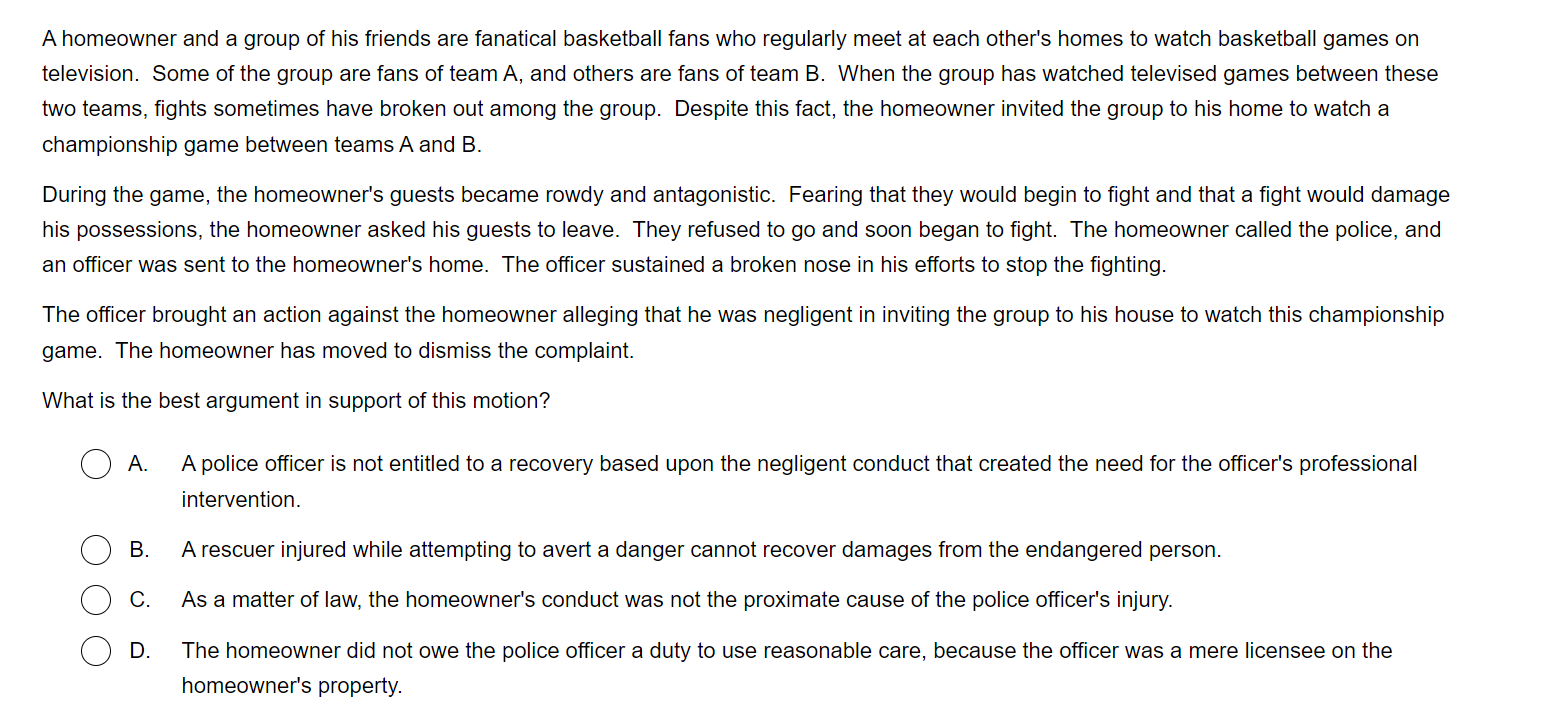 A homeowner and a group of his friends are fanatical basketball fans who regularly meet at each other's homes to watch basketball games on
television.  Some of the group are fans of team A, and others are fans of team B.  When the group has watched televised games between these
two teams, fights sometimes have broken out among the group.  Despite this fact, the homeowner invited the group to his home to watch a
championship game between teams A and B.
During the game, the homeowner's guests became rowdy and antagonistic.  Fearing that they would begin to fight and that a fight would damage
his possessions, the homeowner asked his guests to leave.  They refused to go and soon began to fight.  The homeowner called the police, and
an officer was sent to the homeowner's home.  The officer sustained a broken nose in his efforts to stop the fighting.
The officer brought an action against the homeowner alleging that he was negligent in inviting the group to his house to watch this championship
game.  The homeowner has moved to dismiss the complaint.
What is the best argument in support of this motion?
A. A police officer is not entitled to a recovery based upon the negligent conduct that created the need for the officer's professional
intervention.
B. A rescuer injured while attempting to avert a danger cannot recover damages from the endangered person.
C. As a matter of law, the homeowner's conduct was not the proximate cause of the police officer's injury.
D. The homeowner did not owe the police officer a duty to use reasonable care, because the officer was a mere licensee on the
homeowner's property.